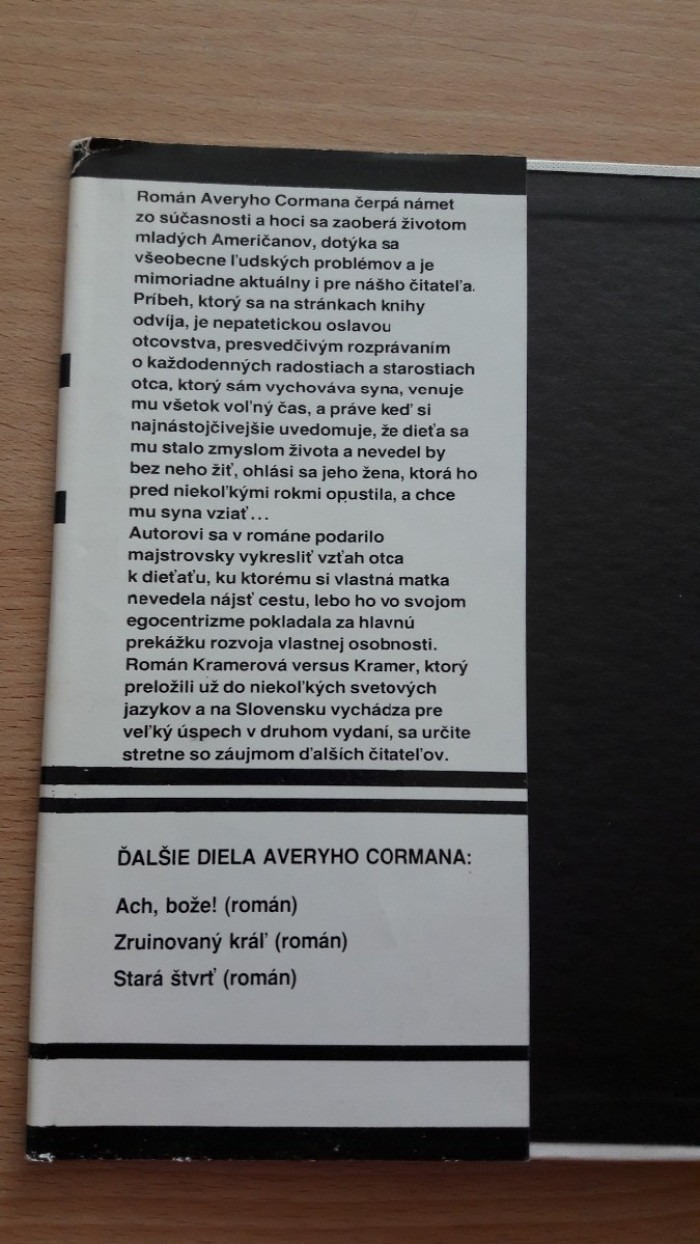 Román Averyho Cormana čerpá námet
zo súčasnosti a hoci sa zaoberá životom
mladých Američanov, dotýka sa
všeobecne ľudských problémov a je
mimoriadne aktuálny i pre nášho čitateľa.
Príbeh, ktorý sa na stránkach knihy
odvíja, je nepatetickou oslavou
otcovstva, presvedčivým rozprávaním
o každodenných radostiach a starostiach
otca, ktorý sám vychováva syna, venuje
mu všetok voľný čas, a práve keď si
najnástojčivejšie uvedomuje, že dieťa sa
mu stalo zmyslom života a nevedel by
bez neho žiť, ohlási sa jeho žena, ktorá ho
pred niekoľkými rokmi opustila, a chce
mu syna vziať...
Autorovi sa v románe podarilo
majstrovsky vykresliť vzťah otca
k dieťaťu, ku ktorému si vlastná matka
nevedela nájsť cestu, lebo ho vo svojom
egocentrizme pokladala za hlavnú
prekážku rozvoja vlastnej osobnosti.
Román Kramerová versus Kramer, ktorý
preložili už do niekoľkých svetových
jazykov a na Slovensku vychádza pre
veľký úspech v druhom vydaní, sa určite
stretne so záujmom ďalších čitateľov.
ĎALŠIE DIELA AVERYHO CORMANA:
Ach, bože! (román)
Zruinovaný kráľ (román)
Stará štvrť (román)